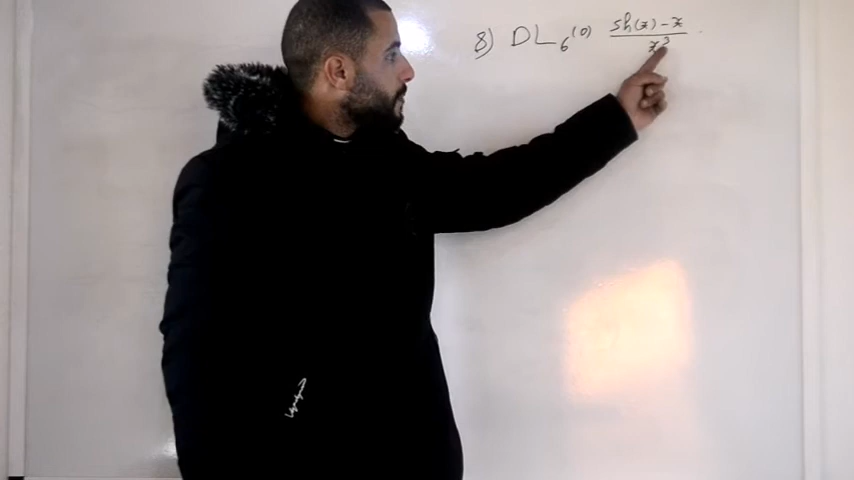 8) DL₆(0) (sh(x) - x)/x³